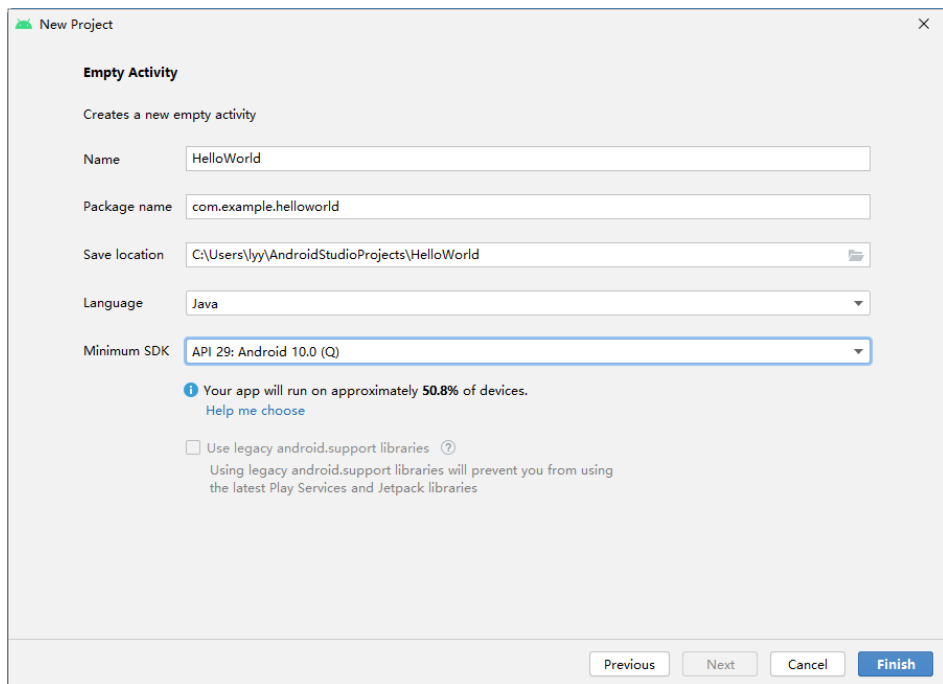 New Project
Empty Activity
Creates a new empty activity
Name HelloWorld
Package name com.example.helloworld
Save location C:\Users\lyy\AndroidStudioProjects\HelloWorld
Language Java
Minimum SDK API 29: Android 10.0 (Q)
Your app will run on approximately 50.8% of devices.
Help me choose
Use legacy android.support libraries
Using legacy android.support libraries will prevent you from using
the latest Play Services and Jetpack libraries
Previous Next Cancel Finish